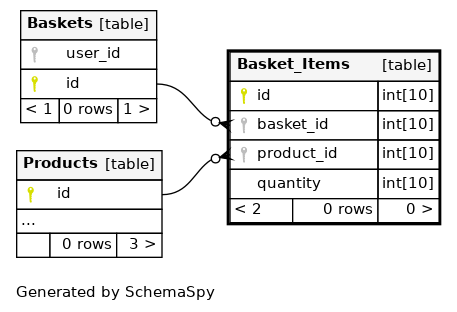 Baskets [table]
user_id
id
< 1 0 rows 1 >
Products [table]
id
...
0 rows 3 >
Basket_Items [table]
id int[10]
basket_id int[10]
product_id int[10]
quantity int[10]
< 2 0 rows 0 >
Generated by SchemaSpy